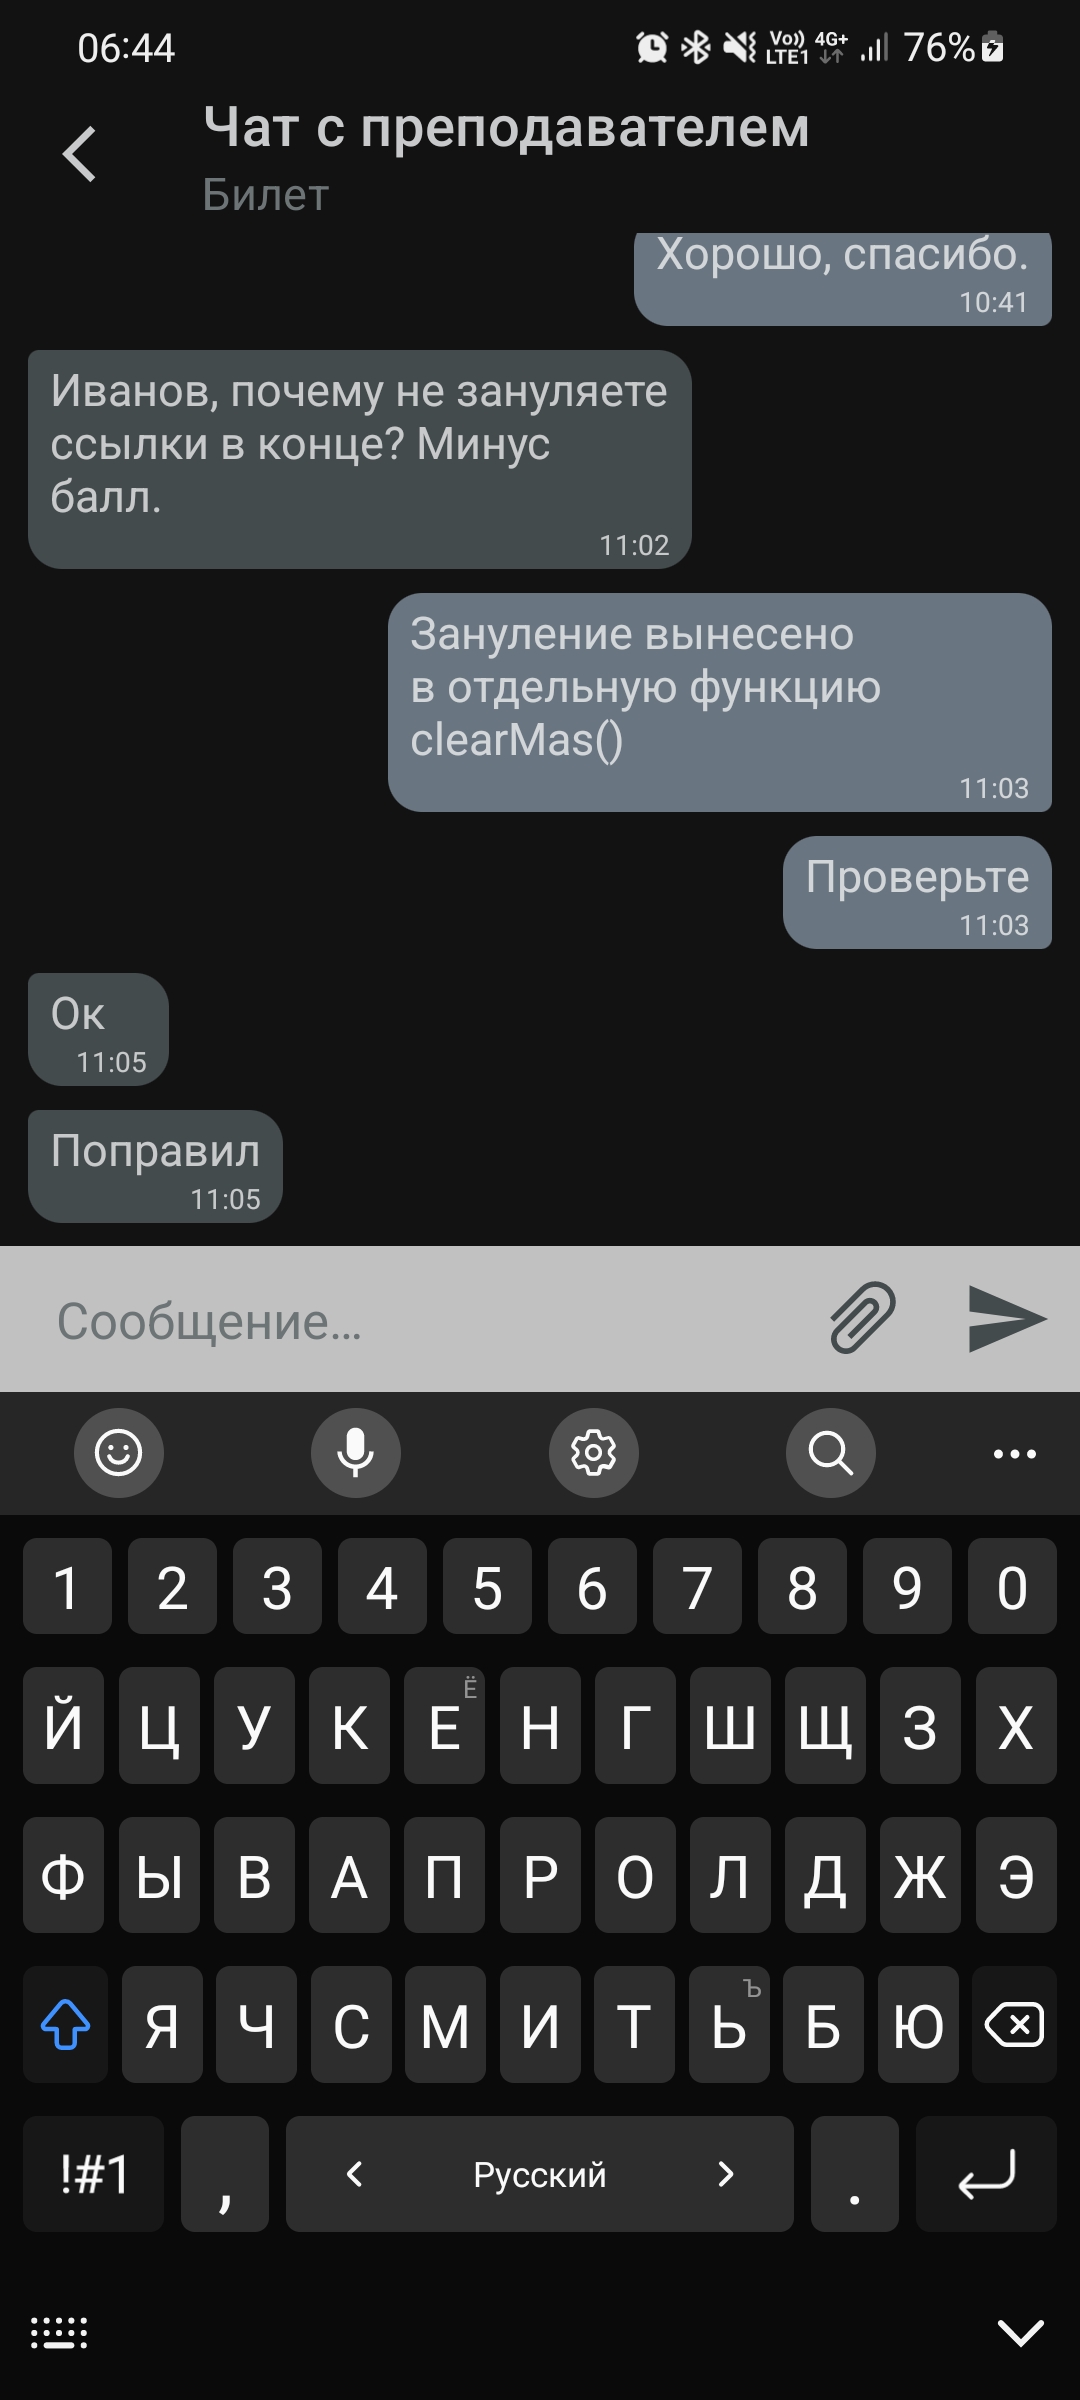 06:44
Vo)) LTE1 4G+ 76%
Чат с преподавателем
Билет
Хорошо, спасибо.
10:41
Иванов, почему не зануляете
ссылки в конце? Минус
балл.
11:02
Зануление вынесено
в отдельную функцию
clearMas()
11:03
Проверьте
11:03
Ок
11:05
Поправил
11:05
Сообщение...
1 2 3 4 5 6 7 8 9 0
Й Ц У К Е Ё Н Г Ш Щ З Х
Ф Ы В А П Р О Л Д Ж Э
Я Ч С М И Т Ь Ъ Б Ю
!#1 , Русский .